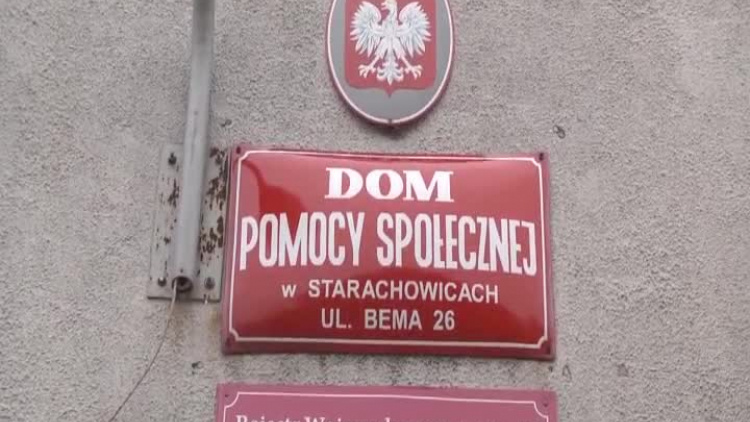 DOM
POMOCY SPOŁECZNEJ
w STARACHOWICACH
UL. BEMA 26